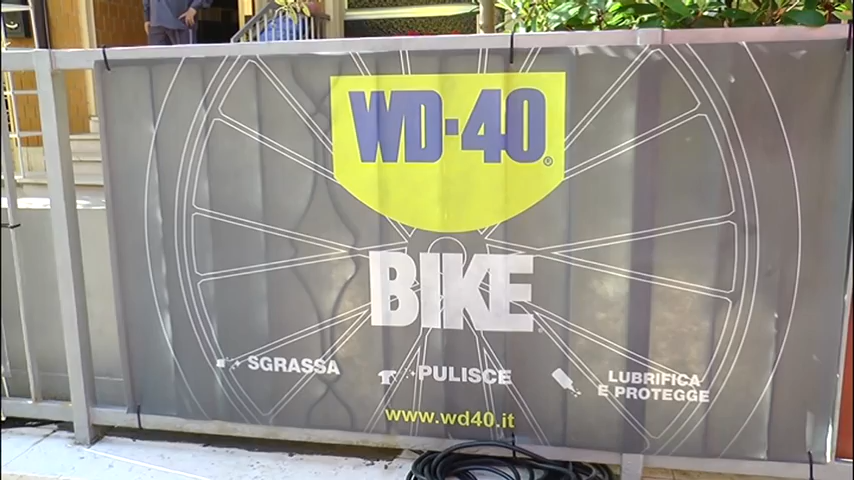 WD-40®
BIKE
SGRASSA
PULISCE
LUBRIFICA
E PROTEGGE
www.wd40.it